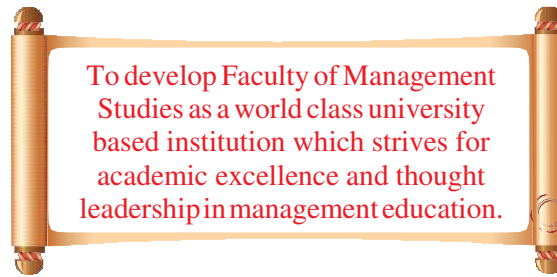 To develop Faculty of Management
Studies as a world class university
based institution which strives for
academic excellence and thought
leadership in management education.